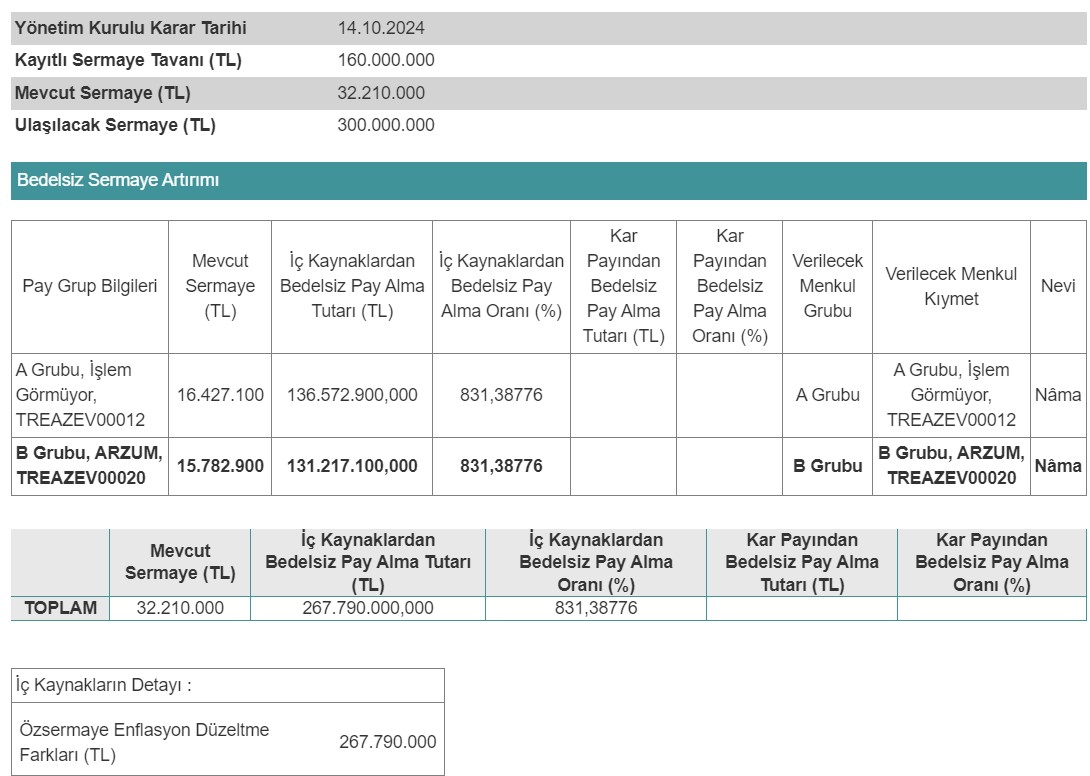 Yönetim Kurulu Karar Tarihi 14.10.2024
Kayıtlı Sermaye Tavanı (TL) 160.000.000
Mevcut Sermaye (TL) 32.210.000
Ulaşılacak Sermaye (TL) 300.000.000
Bedelsiz Sermaye Artırımı
Pay Grup Bilgileri
Mevcut
Sermaye
(TL)
İç Kaynaklardan
Bedelsiz Pay Alma
Tutarı (TL)
İç Kaynaklardan
Bedelsiz Pay
Alma Oranı (%)
Kar
Payından
Bedelsiz
Pay Alma
Tutarı (TL)
Kar
Payından
Bedelsiz
Pay Alma
Oranı (%)
Verilecek
Menkul
Grubu
Verilecek Menkul
Kıymet
Nevi
A Grubu, İşlem
Görmüyor,
TREAZEV00012
16.427.100
136.572.900,000
831,38776
A Grubu
A Grubu, İşlem
Görmüyor,
TREAZEV00012
Nâma
B Grubu, ARZUM,
TREAZEV00020
15.782.900
131.217.100,000
831,38776
B Grubu
B Grubu, ARZUM,
TREAZEV00020
Nâma
Mevcut
Sermaye (TL)
İç Kaynaklardan
Bedelsiz Pay Alma Tutarı
(TL)
İç Kaynaklardan
Bedelsiz Pay Alma
Oranı (%)
Kar Payından
Bedelsiz Pay Alma
Tutarı (TL)
Kar Payından
Bedelsiz Pay Alma
Oranı (%)
TOPLAM 32.210.000 267.790.000,000 831,38776
İç Kaynakların Detayı :
Özsermaye Enflasyon Düzeltme
Farkları (TL)
267.790.000